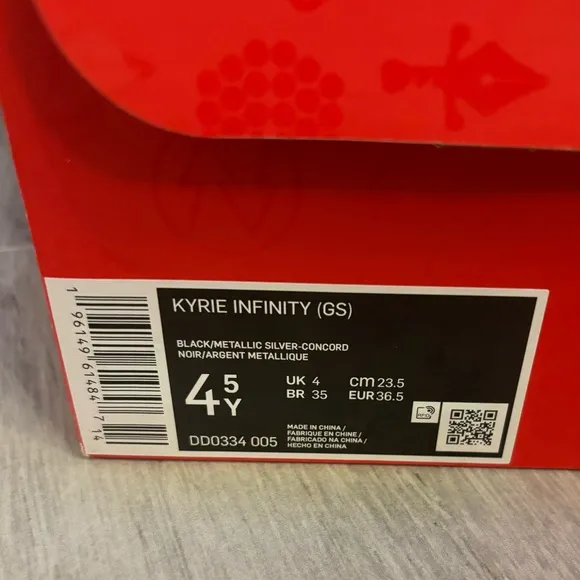 KYRIE INFINITY (GS)
BLACK/METALLIC SILVER-CONCORD
NOIR/ARGENT METALLIQUE
4 5 Y
UK 4 cm 23.5
BR 35 EUR 36.5
DD0334 005
MADE IN CHINA /
FABRIQUE EN CHINE /
FABRICADO NA CHINA /
HECHO EN CHINA
RFID
1 96149 61484 7 14